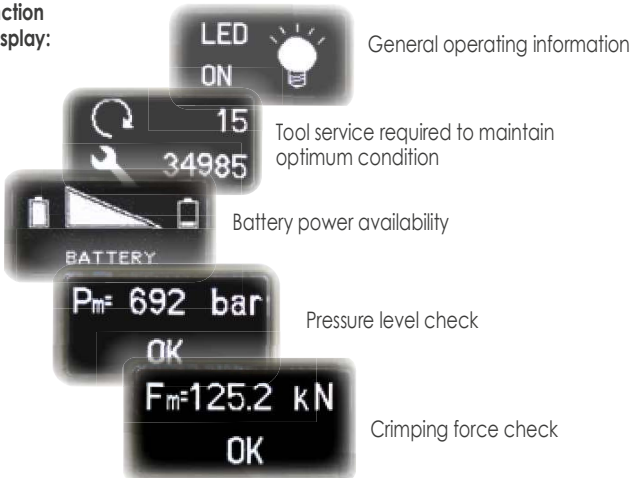 splay:
LED
ON
General operating information
15
34985
Tool service required to maintain
optimum condition
Battery power availability
BATTERY
Pm= 692 bar
OK
Pressure level check
Fm=125.2 kN
OK
Crimping force check